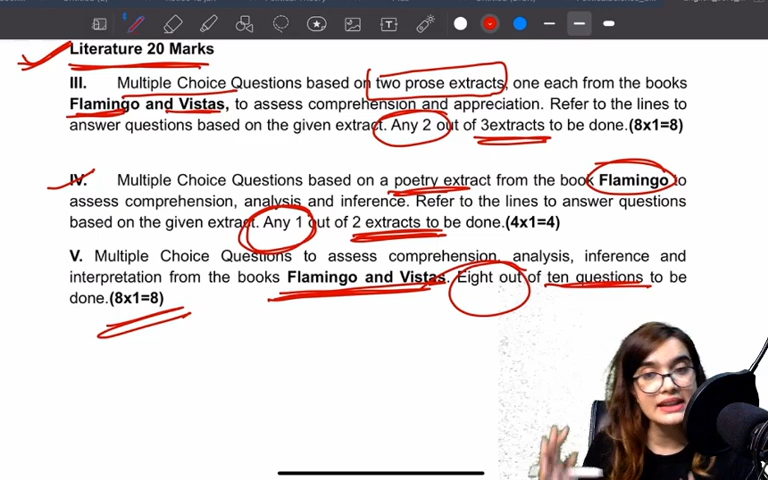 Literature 20 Marks
III. Multiple Choice Questions based on two prose extracts, one each from the books
Flamingo and Vistas, to assess comprehension and appreciation. Refer to the lines to
answer questions based on the given extract. Any 2 out of 3extracts to be done.(8x1=8)
IV. Multiple Choice Questions based on a poetry extract from the book Flamingo to
assess comprehension, analysis and inference. Refer to the lines to answer questions
based on the given extract. Any 1 out of 2 extracts to be done.(4x1=4)
V. Multiple Choice Questions to assess comprehension, analysis, inference and
interpretation from the books Flamingo and Vistas. Eight out of ten questions to be
done.(8x1=8)